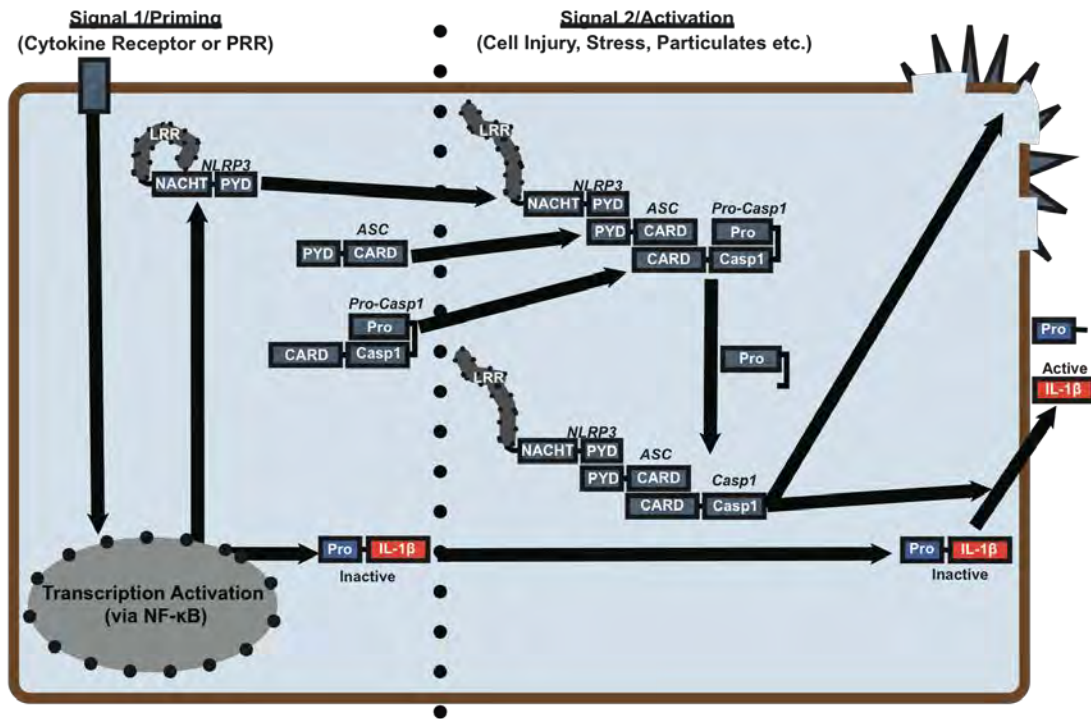 Signal 1/Priming
(Cytokine Receptor or PRR)
Signal 2/Activation
(Cell Injury, Stress, Particulates etc.)
LRR
NLRP3
NACHT
PYD
LRR
NLRP3
NACHT
PYD
ASC
PYD
CARD
Pro-Casp1
Pro
CARD
Casp1
ASC
PYD
CARD
Pro-Casp1
Pro
CARD
Casp1
Pro
LRR
NLRP3
NACHT
PYD
ASC
PYD
CARD
Casp1
CARD
Casp1
Pro
Active
IL-1β
Transcription Activation
(via NF-κB)
Pro
IL-1β
Inactive
Pro
IL-1β
Inactive